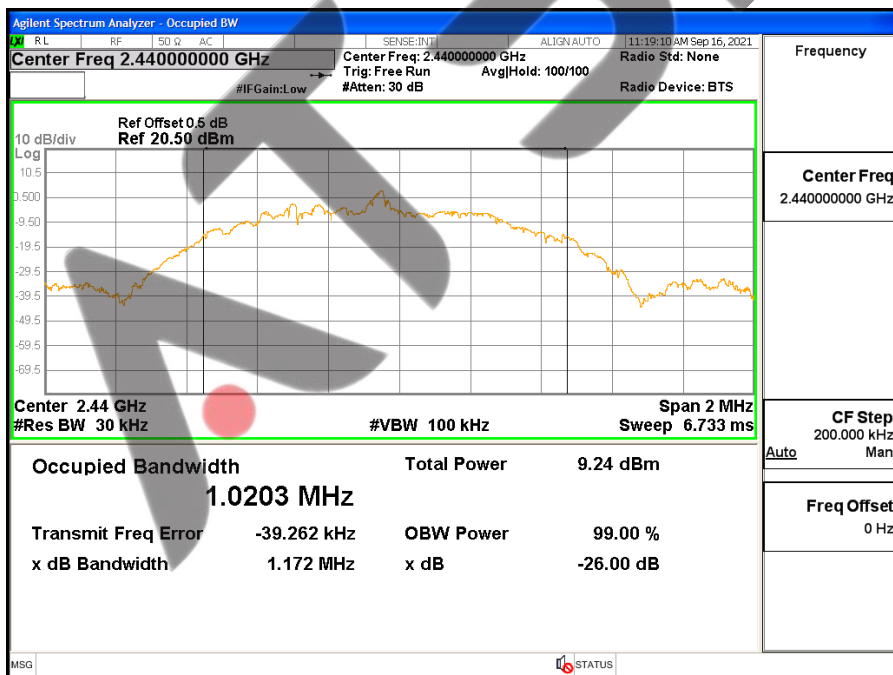 Agilent Spectrum Analyzer - Occupied BW
LXI RL RF 50 Ω AC SENSE:INT ALIGN AUTO 11:19:10 AM Sep 16, 2021
Center Freq 2.440000000 GHz
Center Freq: 2.440000000 GHz
Radio Std: None
Trig: Free Run Avg|Hold: 100/100
#IFGain:Low #Atten: 30 dB Radio Device: BTS
Ref Offset 0.5 dB
10 dB/div Ref 20.50 dBm
Log
10.5
0.500
-9.50
-19.5
-29.5
-39.5
-49.5
-59.5
-69.5
Center 2.44 GHz Span 2 MHz
#Res BW 30 kHz #VBW 100 kHz Sweep 6.733 ms
Occupied Bandwidth Total Power 9.24 dBm
1.0203 MHz
Transmit Freq Error -39.262 kHz OBW Power 99.00 %
x dB Bandwidth 1.172 MHz x dB -26.00 dB
MSG STATUS
Frequency
Center Freq
2.440000000 GHz
CF Step
200.000 kHz
Auto Man
Freq Offset
0 Hz